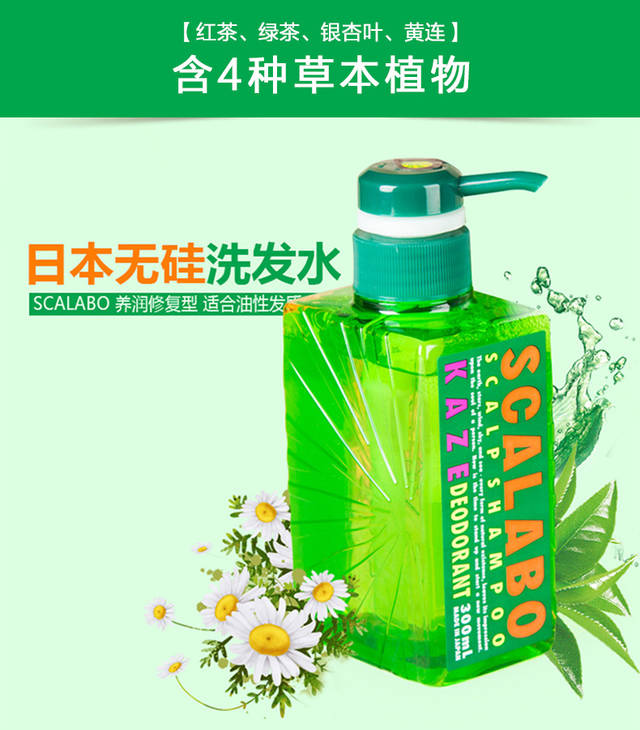 【 红茶、绿茶、银杏叶、黄连 】
含4种草本植物
日本无硅洗发水
SCALABO 养润修复型 适合油性发质
SCALABO
SCALP SHAMPOO
KAZE DEODORANT 300mL
MADE IN JAPAN